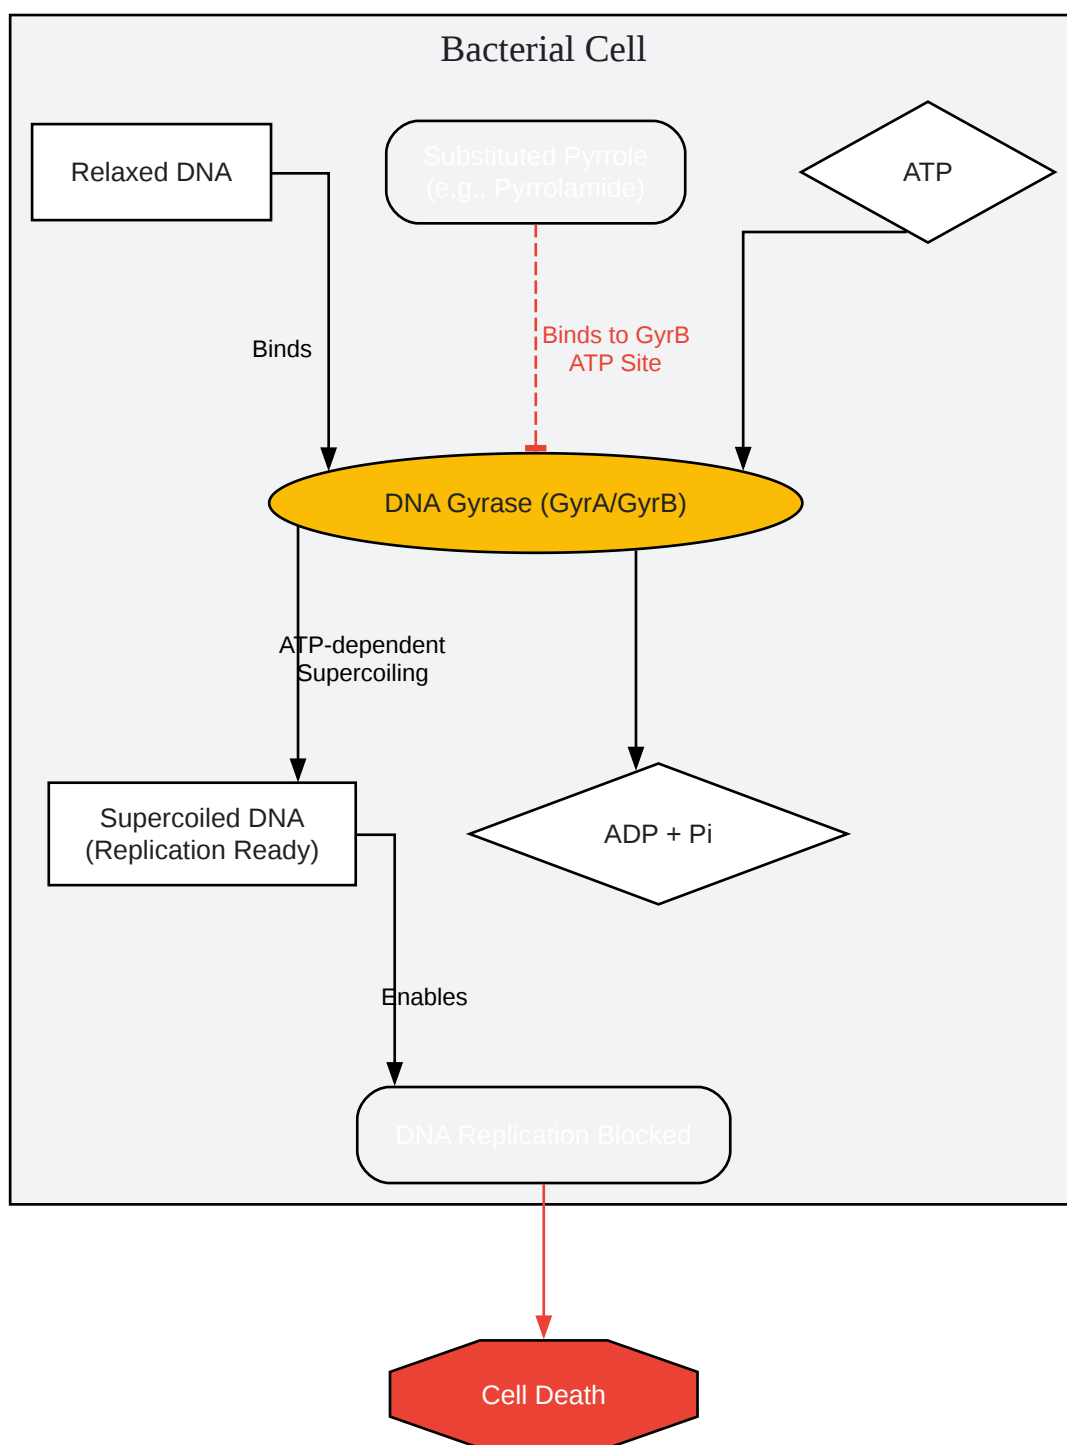 Bacterial Cell
Relaxed DNA
Substituted Pyrrole
(e.g., Pyrrolamide)
ATP
Binds
Binds to GyrB
ATP Site
DNA Gyrase (GyrA/GyrB)
ATP-dependent
Supercoiling
Supercoiled DNA
(Replication Ready)
ADP + Pi
Enables
DNA Replication Blocked
Cell Death